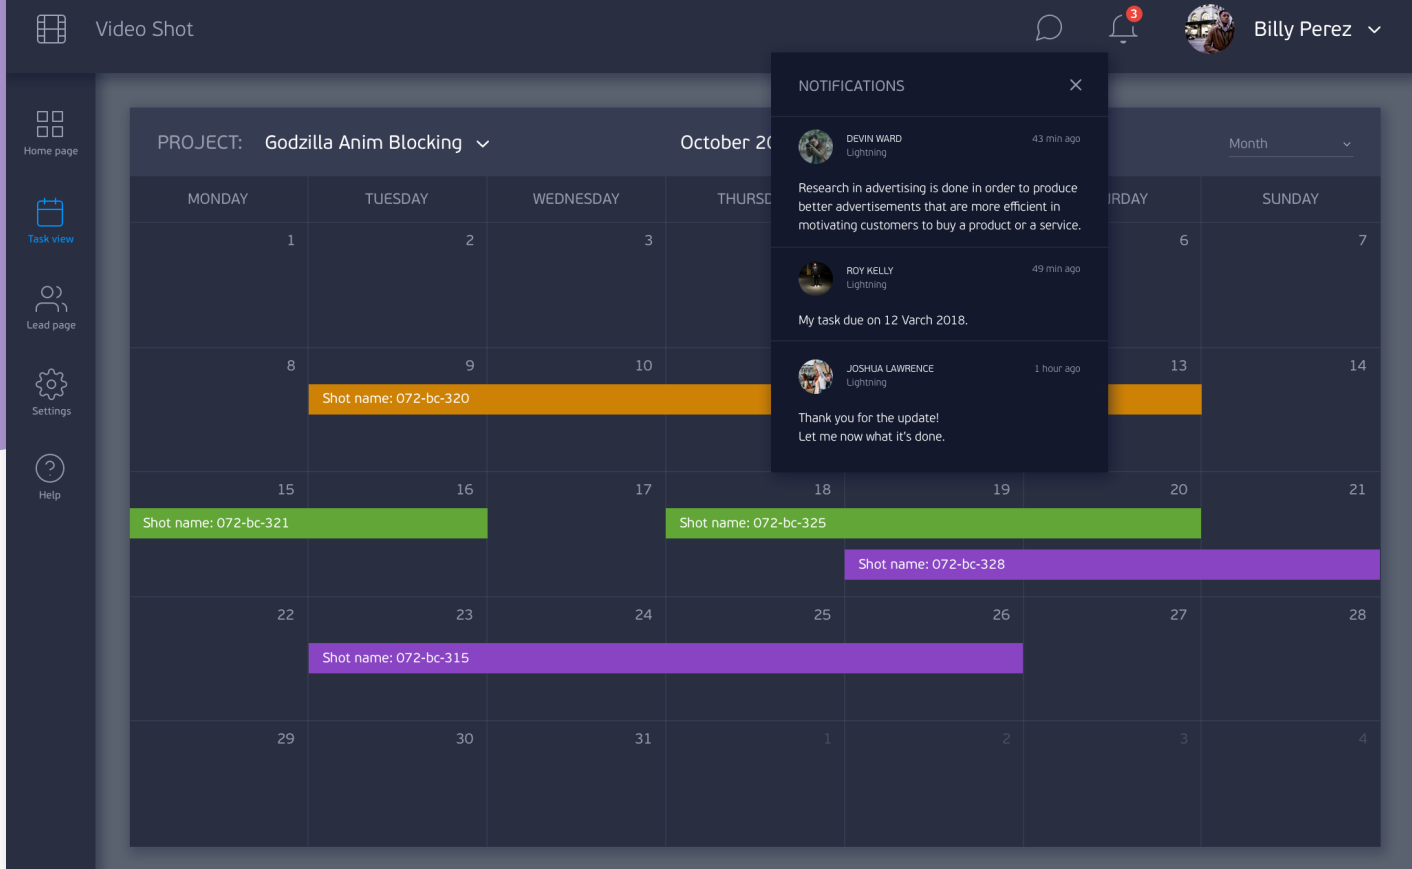 Video Shot
3
Billy Perez
Home page
Task view
Lead page
Settings
Help
PROJECT: Godzilla Anim Blocking
October
Month
MONDAY TUESDAY WEDNESDAY SUNDAY
1 2 3 6 7
8 9 10 13 14
Shot name: 072-bc-320
15 16 17 18 19 20 21
Shot name: 072-bc-321 Shot name: 072-bc-325
Shot name: 072-bc-328
22 23 24 25 26 27 28
Shot name: 072-bc-315
29 30 31 1 2 3 4
NOTIFICATIONS
DEVIN WARD 43 min ago
Lightning
Research in advertising is done in order to produce
better advertisements that are more efficient in
motivating customers to buy a product or a service.
ROY KELLY 49 min ago
Lightning
My task due on 12 Varch 2018.
JOSHUA LAWRENCE 1 hour ago
Lightning
Thank you for the update!
Let me now what it's done.